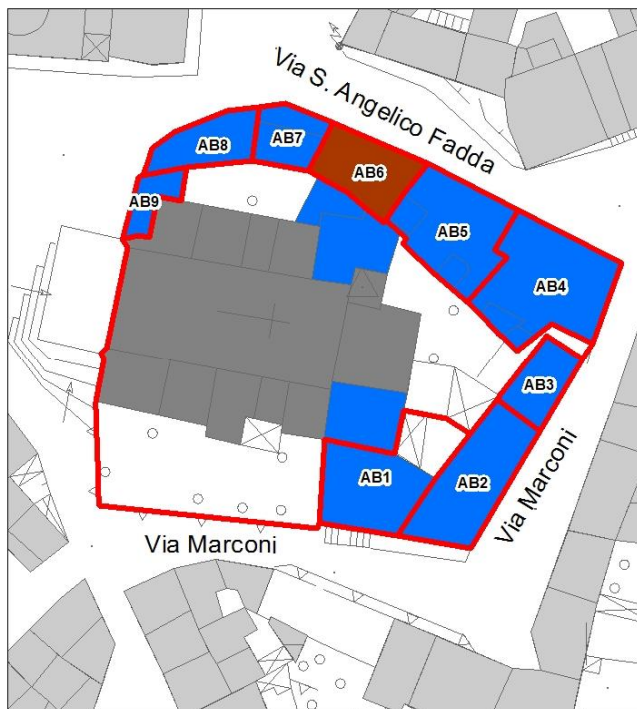 Via S. Angelico Fadda
AB7
AB8
AB6
AB9
AB5
AB4
AB3
AB1
AB2
Via Marconi
Via Marconi